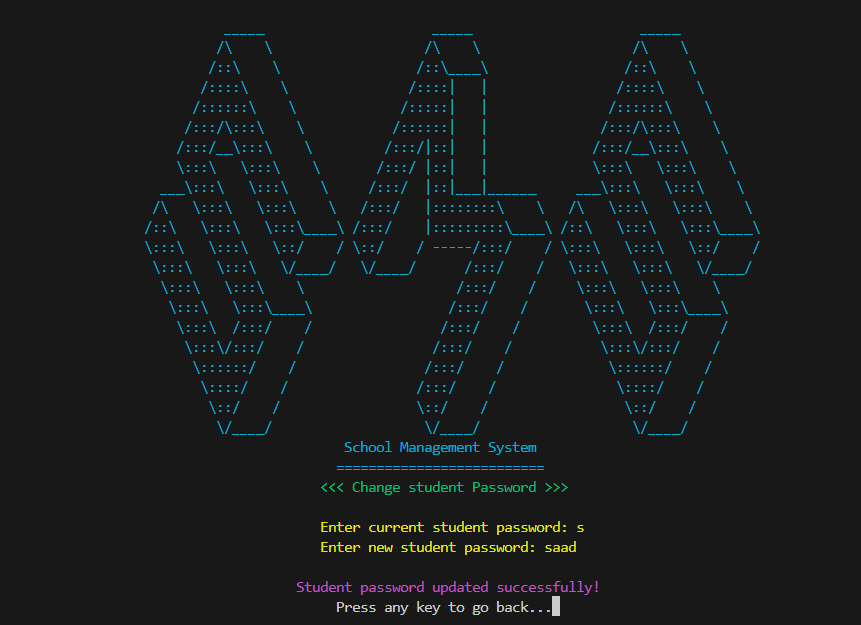 School Management System
==========================
<<< Change student Password >>>
Enter current student password: s
Enter new student password: saad
Student password updated successfully!
Press any key to go back...